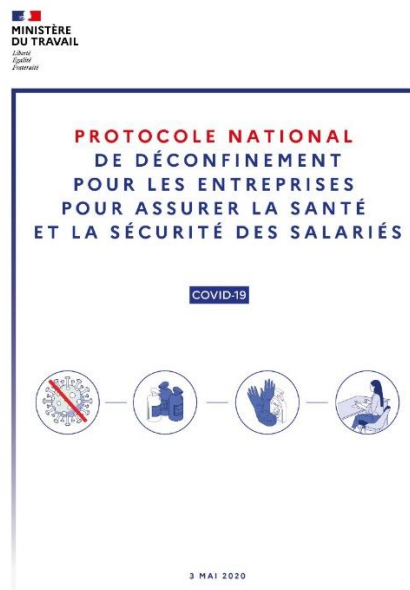 MINISTÈRE
DU TRAVAIL
Liberté
Égalité
Fraternité
PROTOCOLE NATIONAL
DE DÉCONFINEMENT
POUR LES ENTREPRISES
POUR ASSURER LA SANTÉ
ET LA SÉCURITÉ DES SALARIÉS
COVID-19
3 MAI 2020